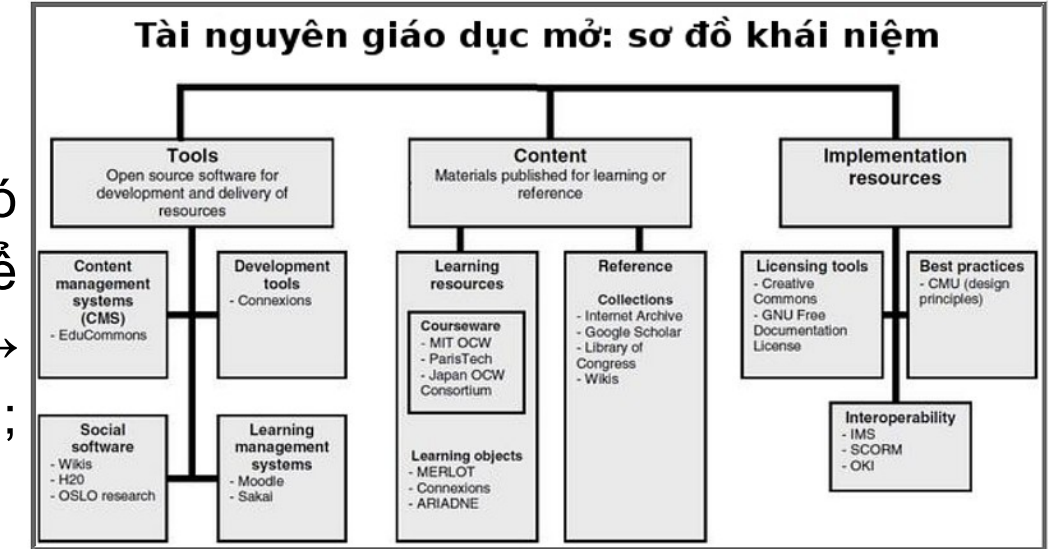 Tài nguyên giáo dục mở: sơ đồ khái niệm
Tools
Open source software for
development and delivery of
resources
Content
Materials published for learning or
reference
Implementation
resources
Content
management
systems
(CMS)
- EduCommons
Development
tools
- Connexions
Social
software
- Wikis
- H20
- OSLO research
Learning
management
systems
- Moodle
- Sakai
Learning
resources
Courseware
- MIT OCW
- ParisTech
- Japan OCW
Consortium
Learning objects
- MERLOT
- Connexions
- ARIADNE
Reference
Collections
- Internet Archive
- Google Scholar
- Library of
Congress
- Wikis
Licensing tools
- Creative
Commons
- GNU Free
Documentation
License
Best practices
- CMU (design
principles)
Interoperability
- IMS
- SCORM
- OKI